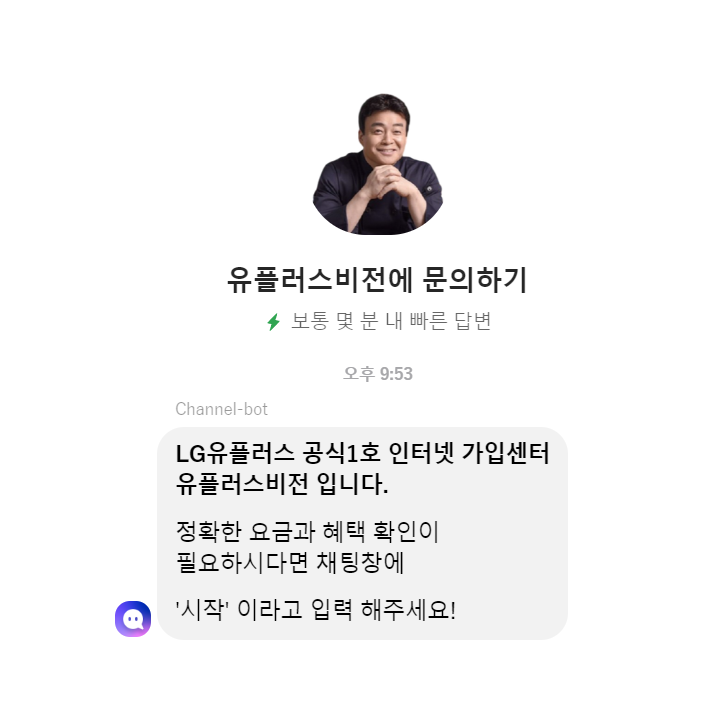 유플러스비전에 문의하기
보통 몇 분 내 빠른 답변
오후 9:53
Channel-bot
LG유플러스 공식1호 인터넷 가입센터
유플러스비전 입니다.
정확한 요금과 혜택 확인이
필요하시다면 채팅창에
'시작' 이라고 입력 해주세요!